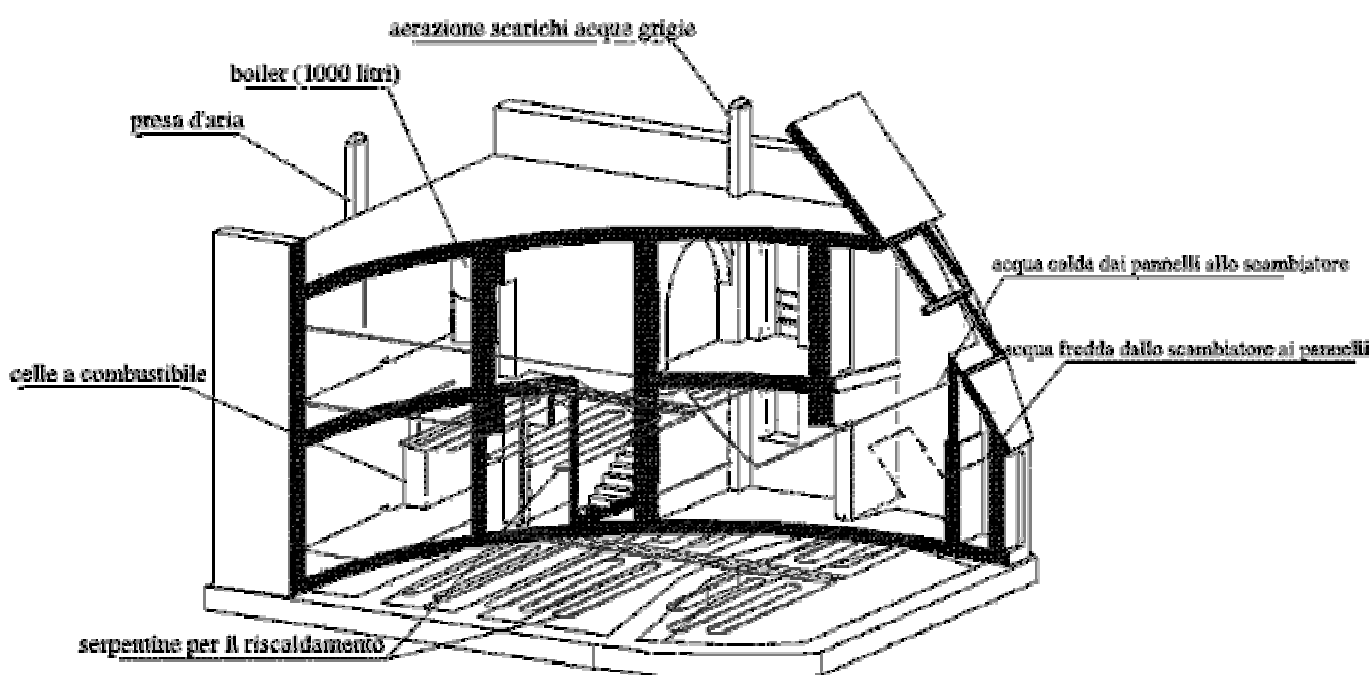 aerazione scarichi acque grigie
boiler (1000 litri)
presa d'aria
acqua calda dai pannelli allo scambiatore
acqua fredda dallo scambiatore ai pannelli
celle a combustibile
serpentine per il riscaldamento